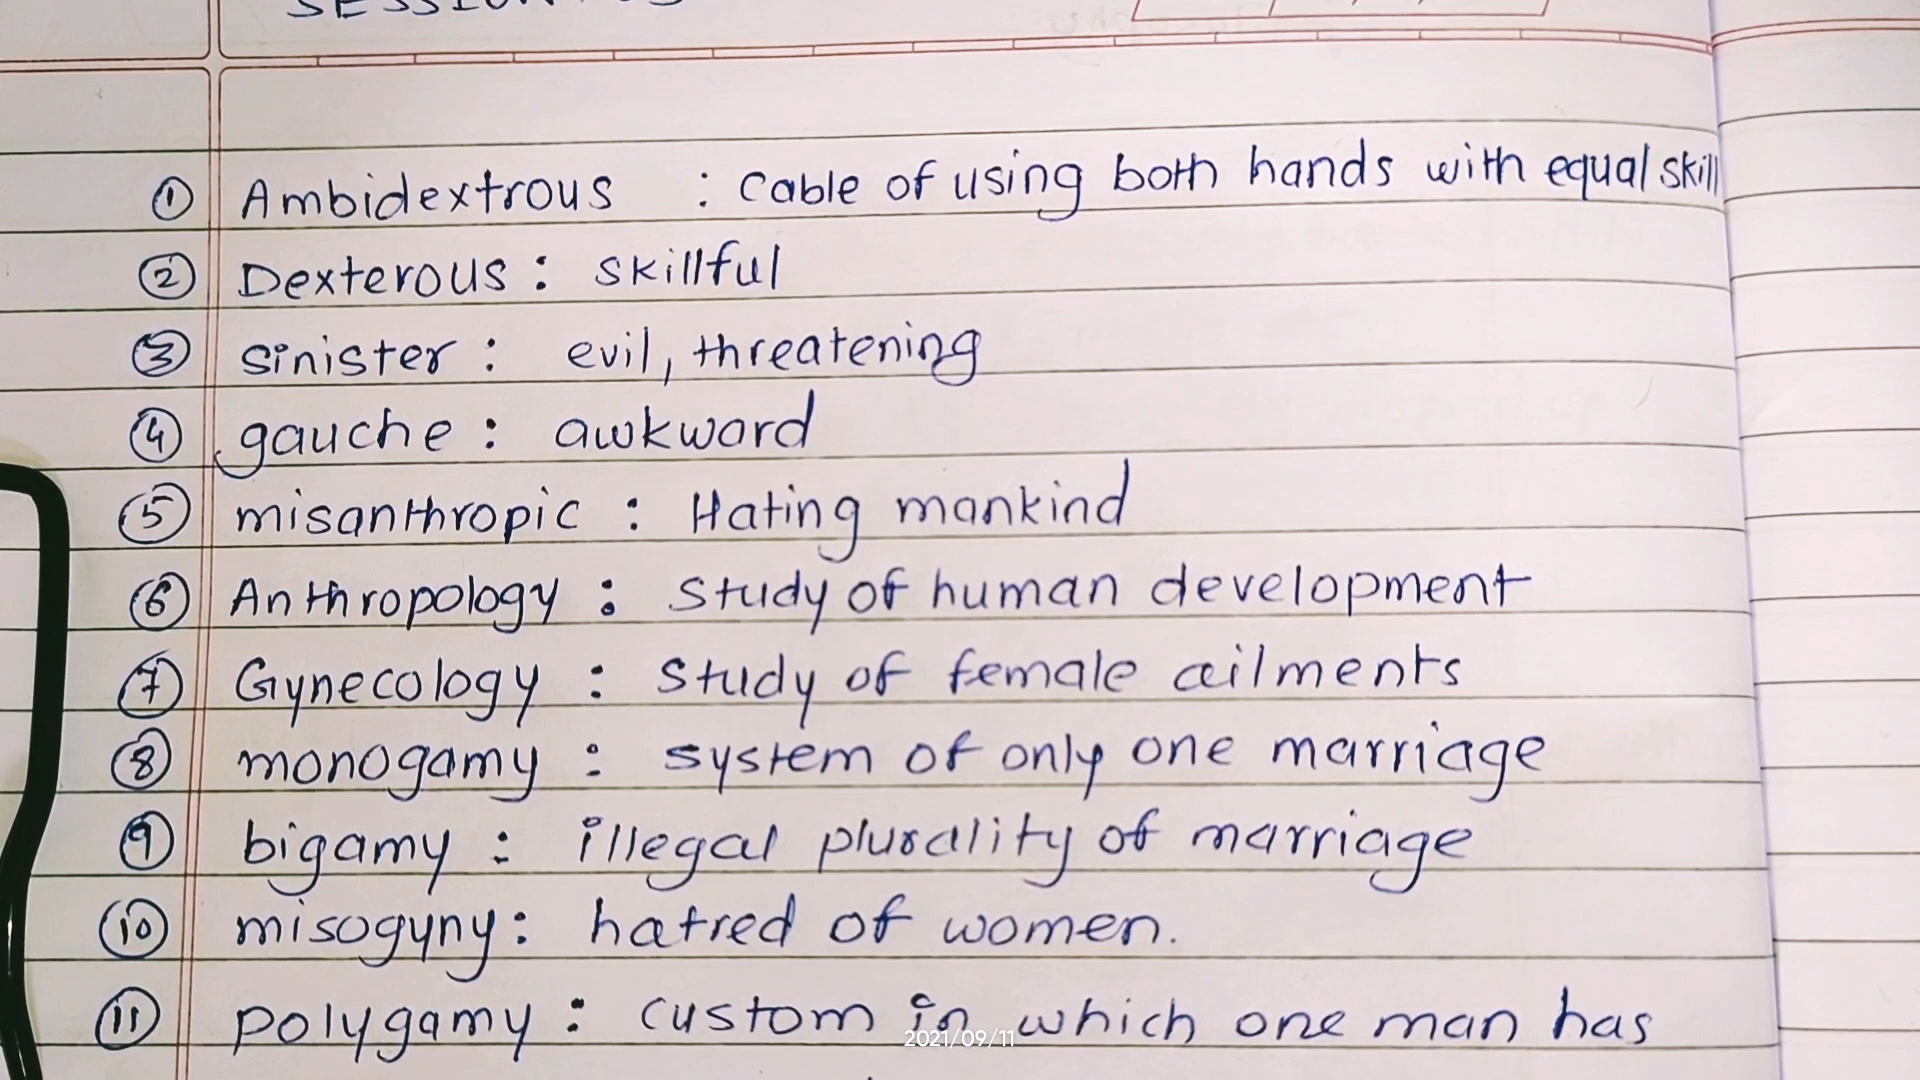 SESSION
① Ambidextrous : cable of using both hands with equal skill
② Dexterous : skillful
③ sinister : evil, threatening
④ gauche : awkward
⑤ misanthropic : Hating mankind
⑥ Anthropology : study of human development
⑦ Gynecology : study of female ailments
⑧ monogamy : system of only one marriage
⑨ bigamy : illegal plurality of marriage
⑩ misogyny : hatred of women.
⑪ polygamy : custom in which one man has
2021/09/11